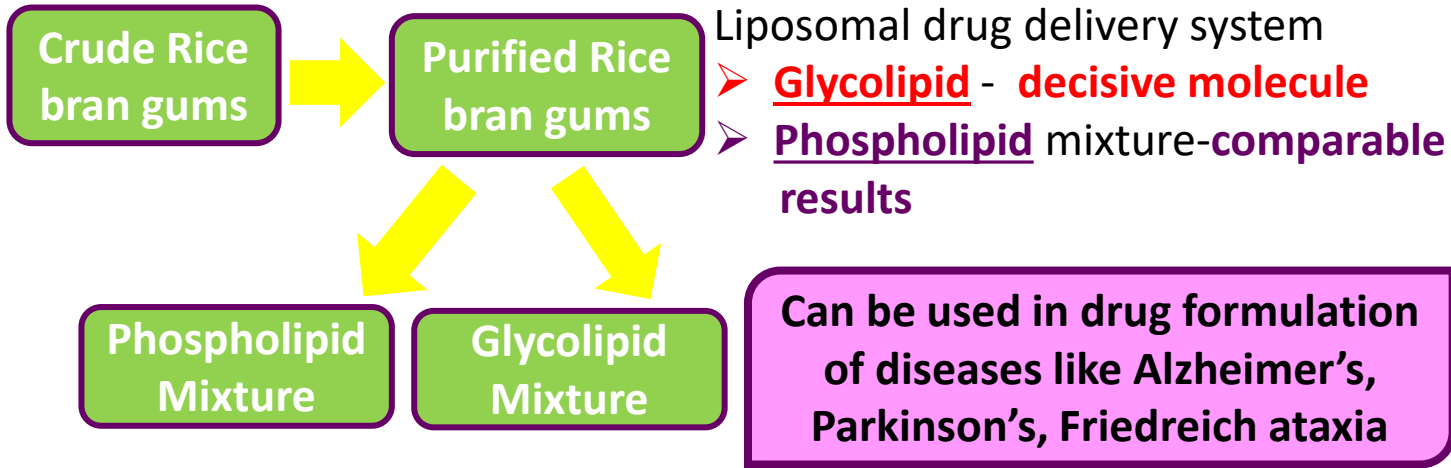 Crude Rice
bran gums
Purified Rice
bran gums
Liposomal drug delivery system
➢ Glycolipid - decisive molecule
➢ Phospholipid mixture-comparable
results
Phospholipid
Mixture
Glycolipid
Mixture
Can be used in drug formulation
of diseases like Alzheimer’s,
Parkinson’s, Friedreich ataxia